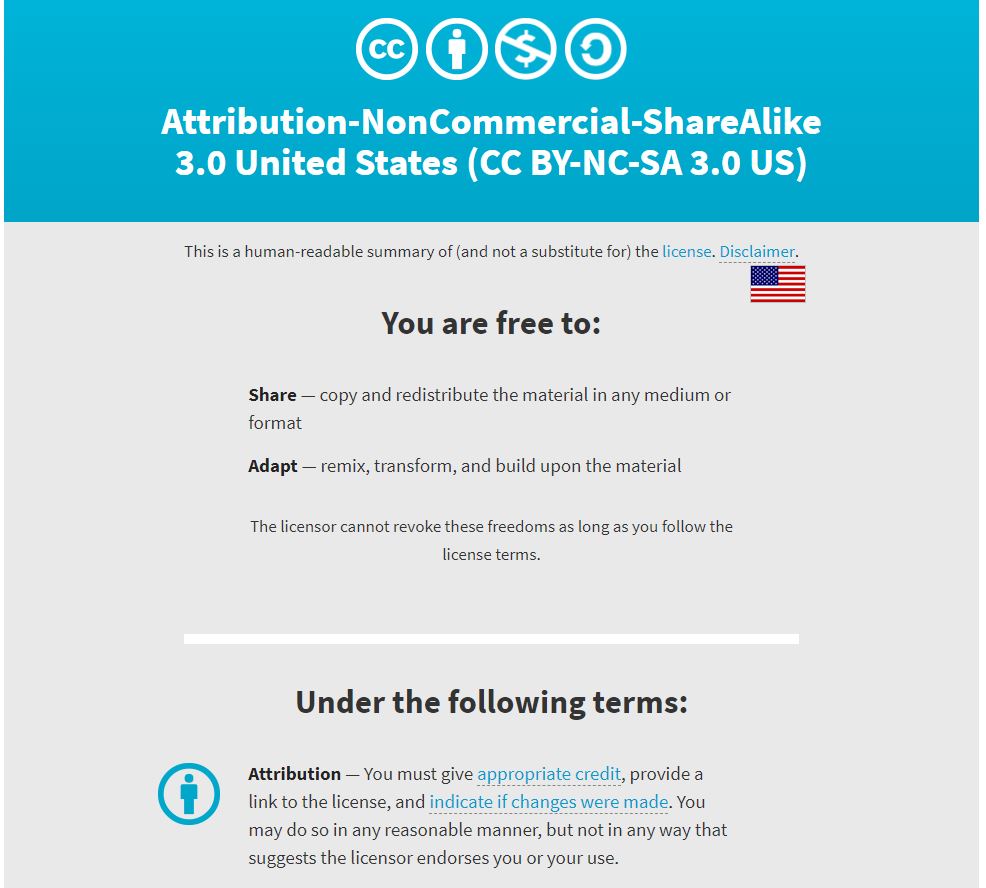 cc
Attribution-NonCommercial-ShareAlike
3.0 United States (CC BY-NC-SA 3.0 US)
This is a human-readable summary of (and not a substitute for) the license. Disclaimer.
You are free to:
Share — copy and redistribute the material in any medium or
format
Adapt — remix, transform, and build upon the material
The licensor cannot revoke these freedoms as long as you follow the
license terms.
Under the following terms:
Attribution — You must give appropriate credit, provide a
link to the license, and indicate if changes were made. You
may do so in any reasonable manner, but not in any way that
suggests the licensor endorses you or your use.